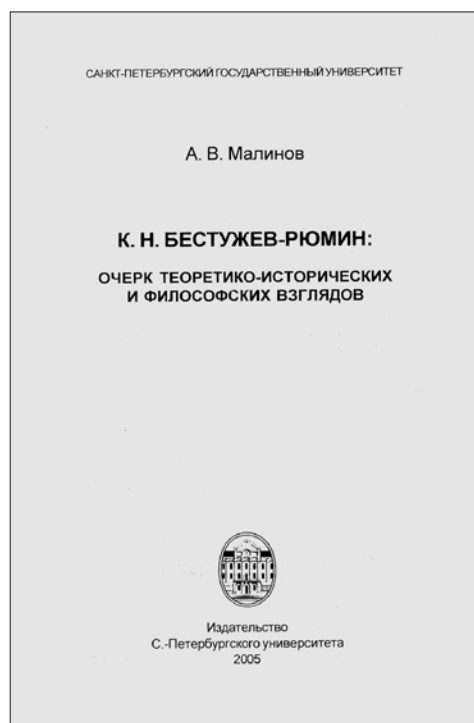 САНКТ-ПЕТЕРБУРГСКИЙ ГОСУДАРСТВЕННЫЙ УНИВЕРСИТЕТ
А. В. Малинов
К. Н. БЕСТУЖЕВ-РЮМИН:
ОЧЕРК ТЕОРЕТИКО-ИСТОРИЧЕСКИХ
И ФИЛОСОФСКИХ ВЗГЛЯДОВ
Издательство
С.-Петербургского университета
2005